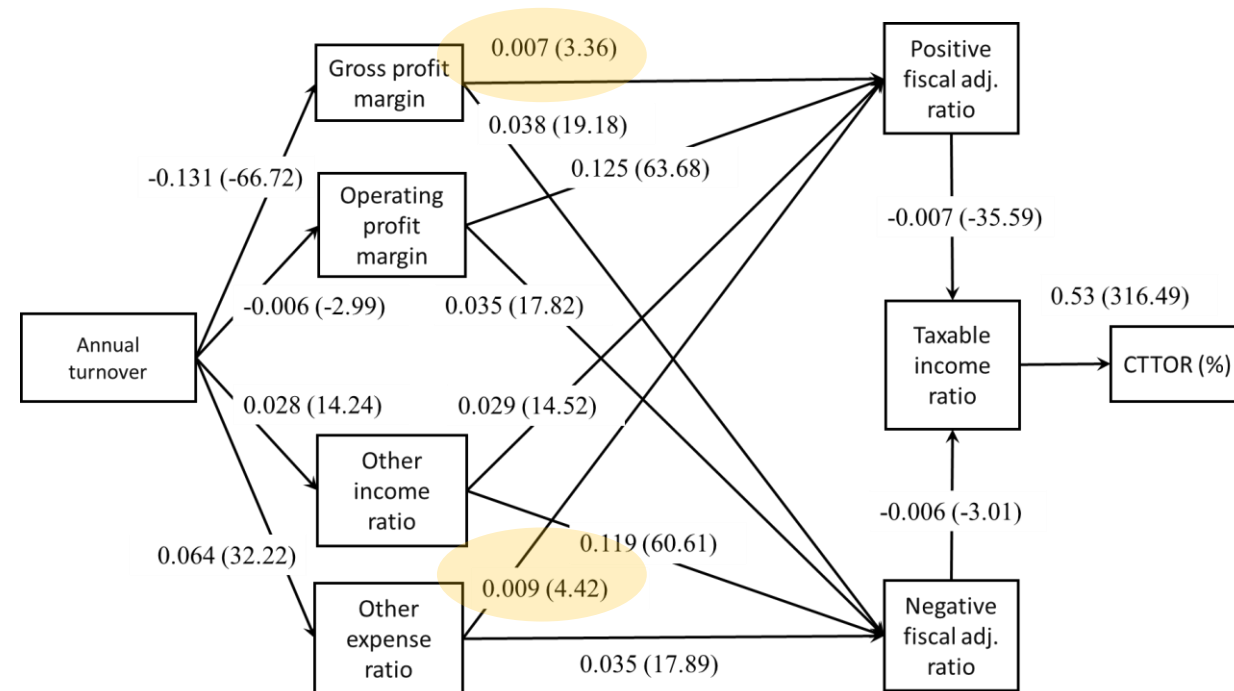 0.007 (3.36)
Gross profit
margin
Positive
fiscal adj.
ratio
0.038 (19.18)
0.125 (63.68)
-0.131 (-66.72)
Operating
profit
margin
-0.007 (-35.59)
-0.006 (-2.99)
0.035 (17.82)
0.53 (316.49)
Annual
turnover
Taxable
income
ratio
CTTOR (%)
0.028 (14.24)
0.029 (14.52)
Other
income
ratio
-0.006 (-3.01)
0.064 (32.22)
0.119 (60.61)
0.009 (4.42)
Other
expense
ratio
Negative
fiscal adj.
ratio
0.035 (17.89)